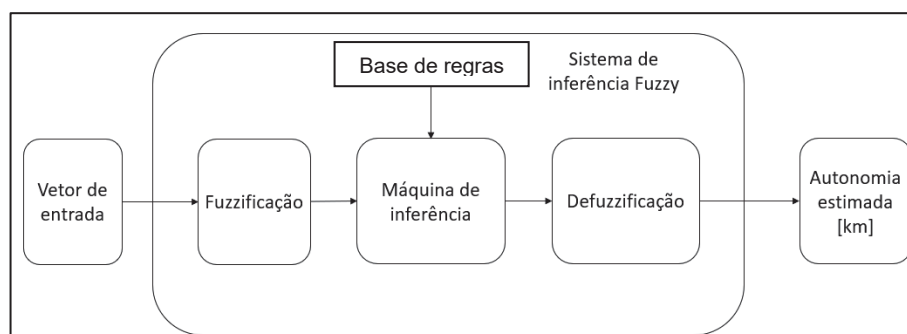 Base de regras
Sistema de
inferência Fuzzy
Vetor de
entrada
Fuzzificação
Máquina de
inferência
Defuzzificação
Autonomia
estimada
[km]